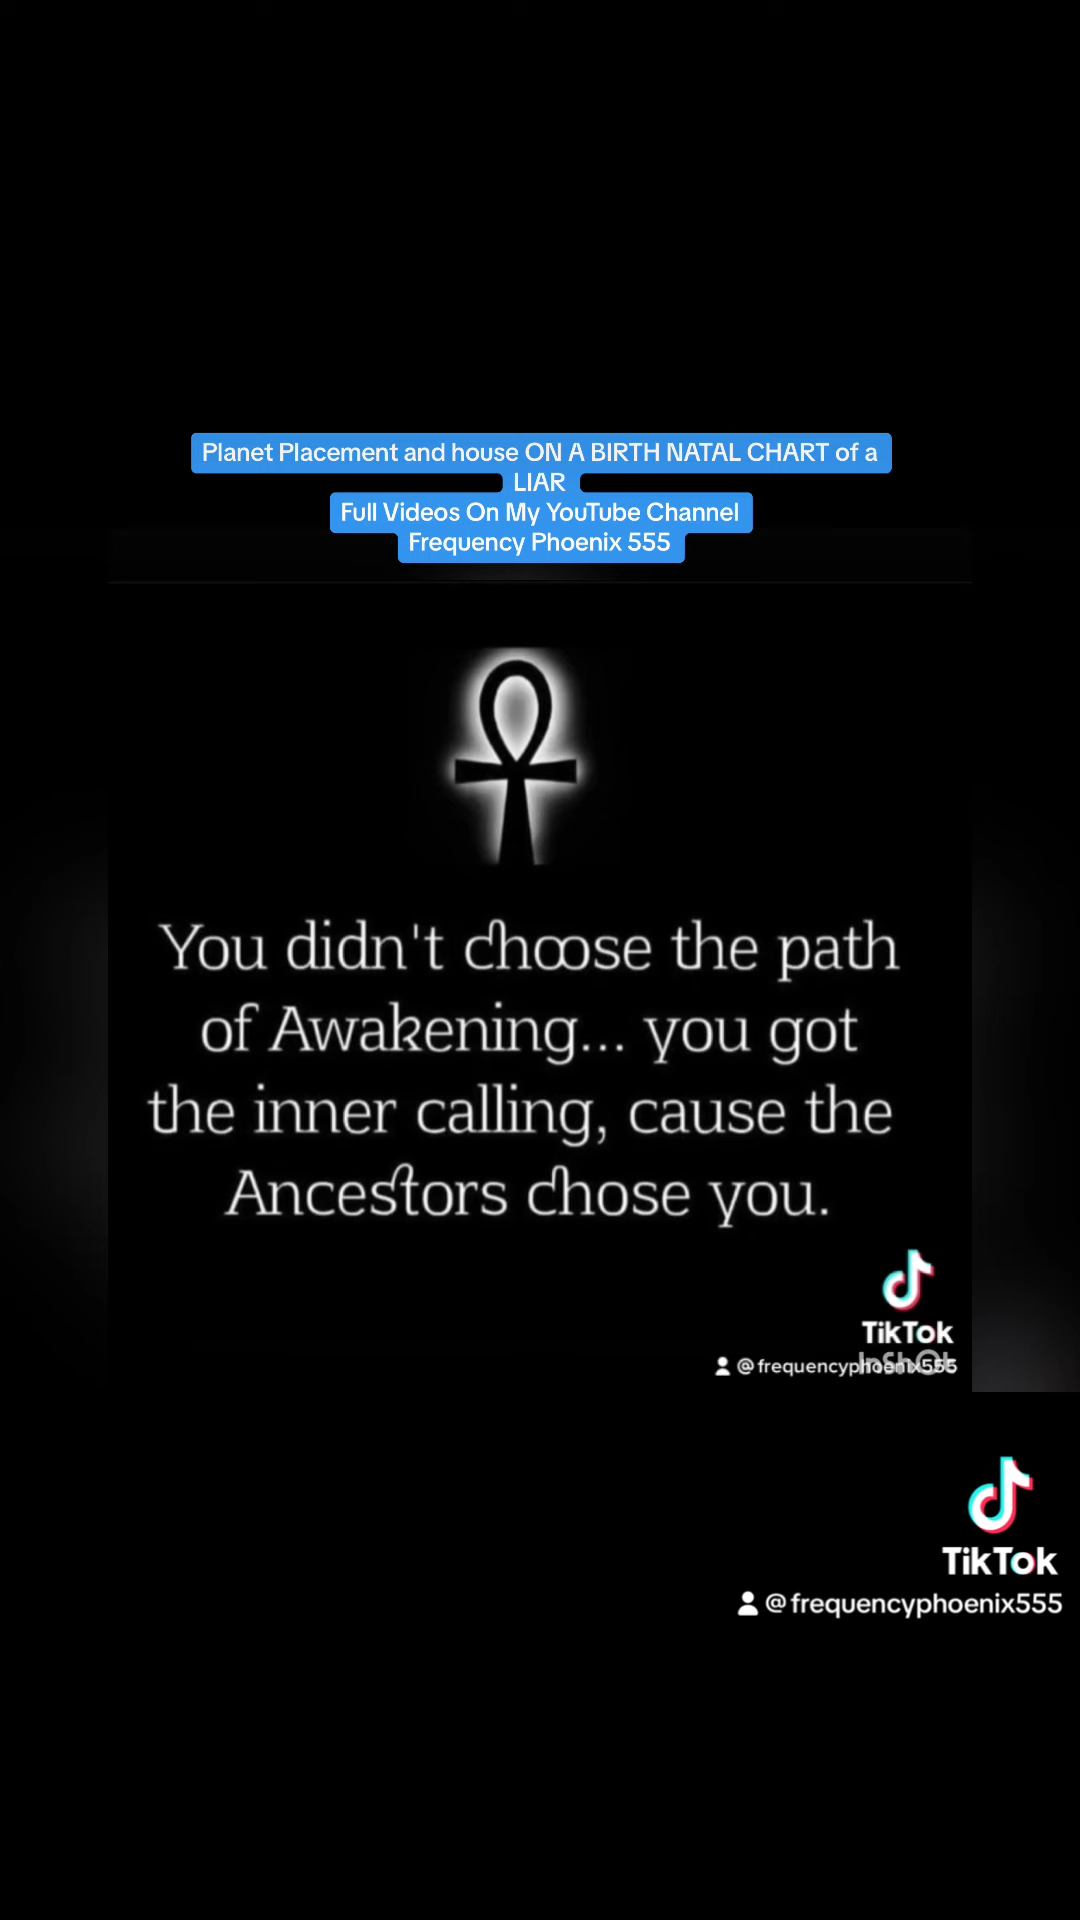 Planet Placement and house ON A BIRTH NATAL CHART of a
LIAR
Full Videos On My YouTube Channel
Frequency Phoenix 555
You didn't choose the path
of Awakening... you got
the inner calling, cause the
Ancestors chose you.
TikTok
InShOt
@frequencyphoenix555
TikTok
@frequencyphoenix555